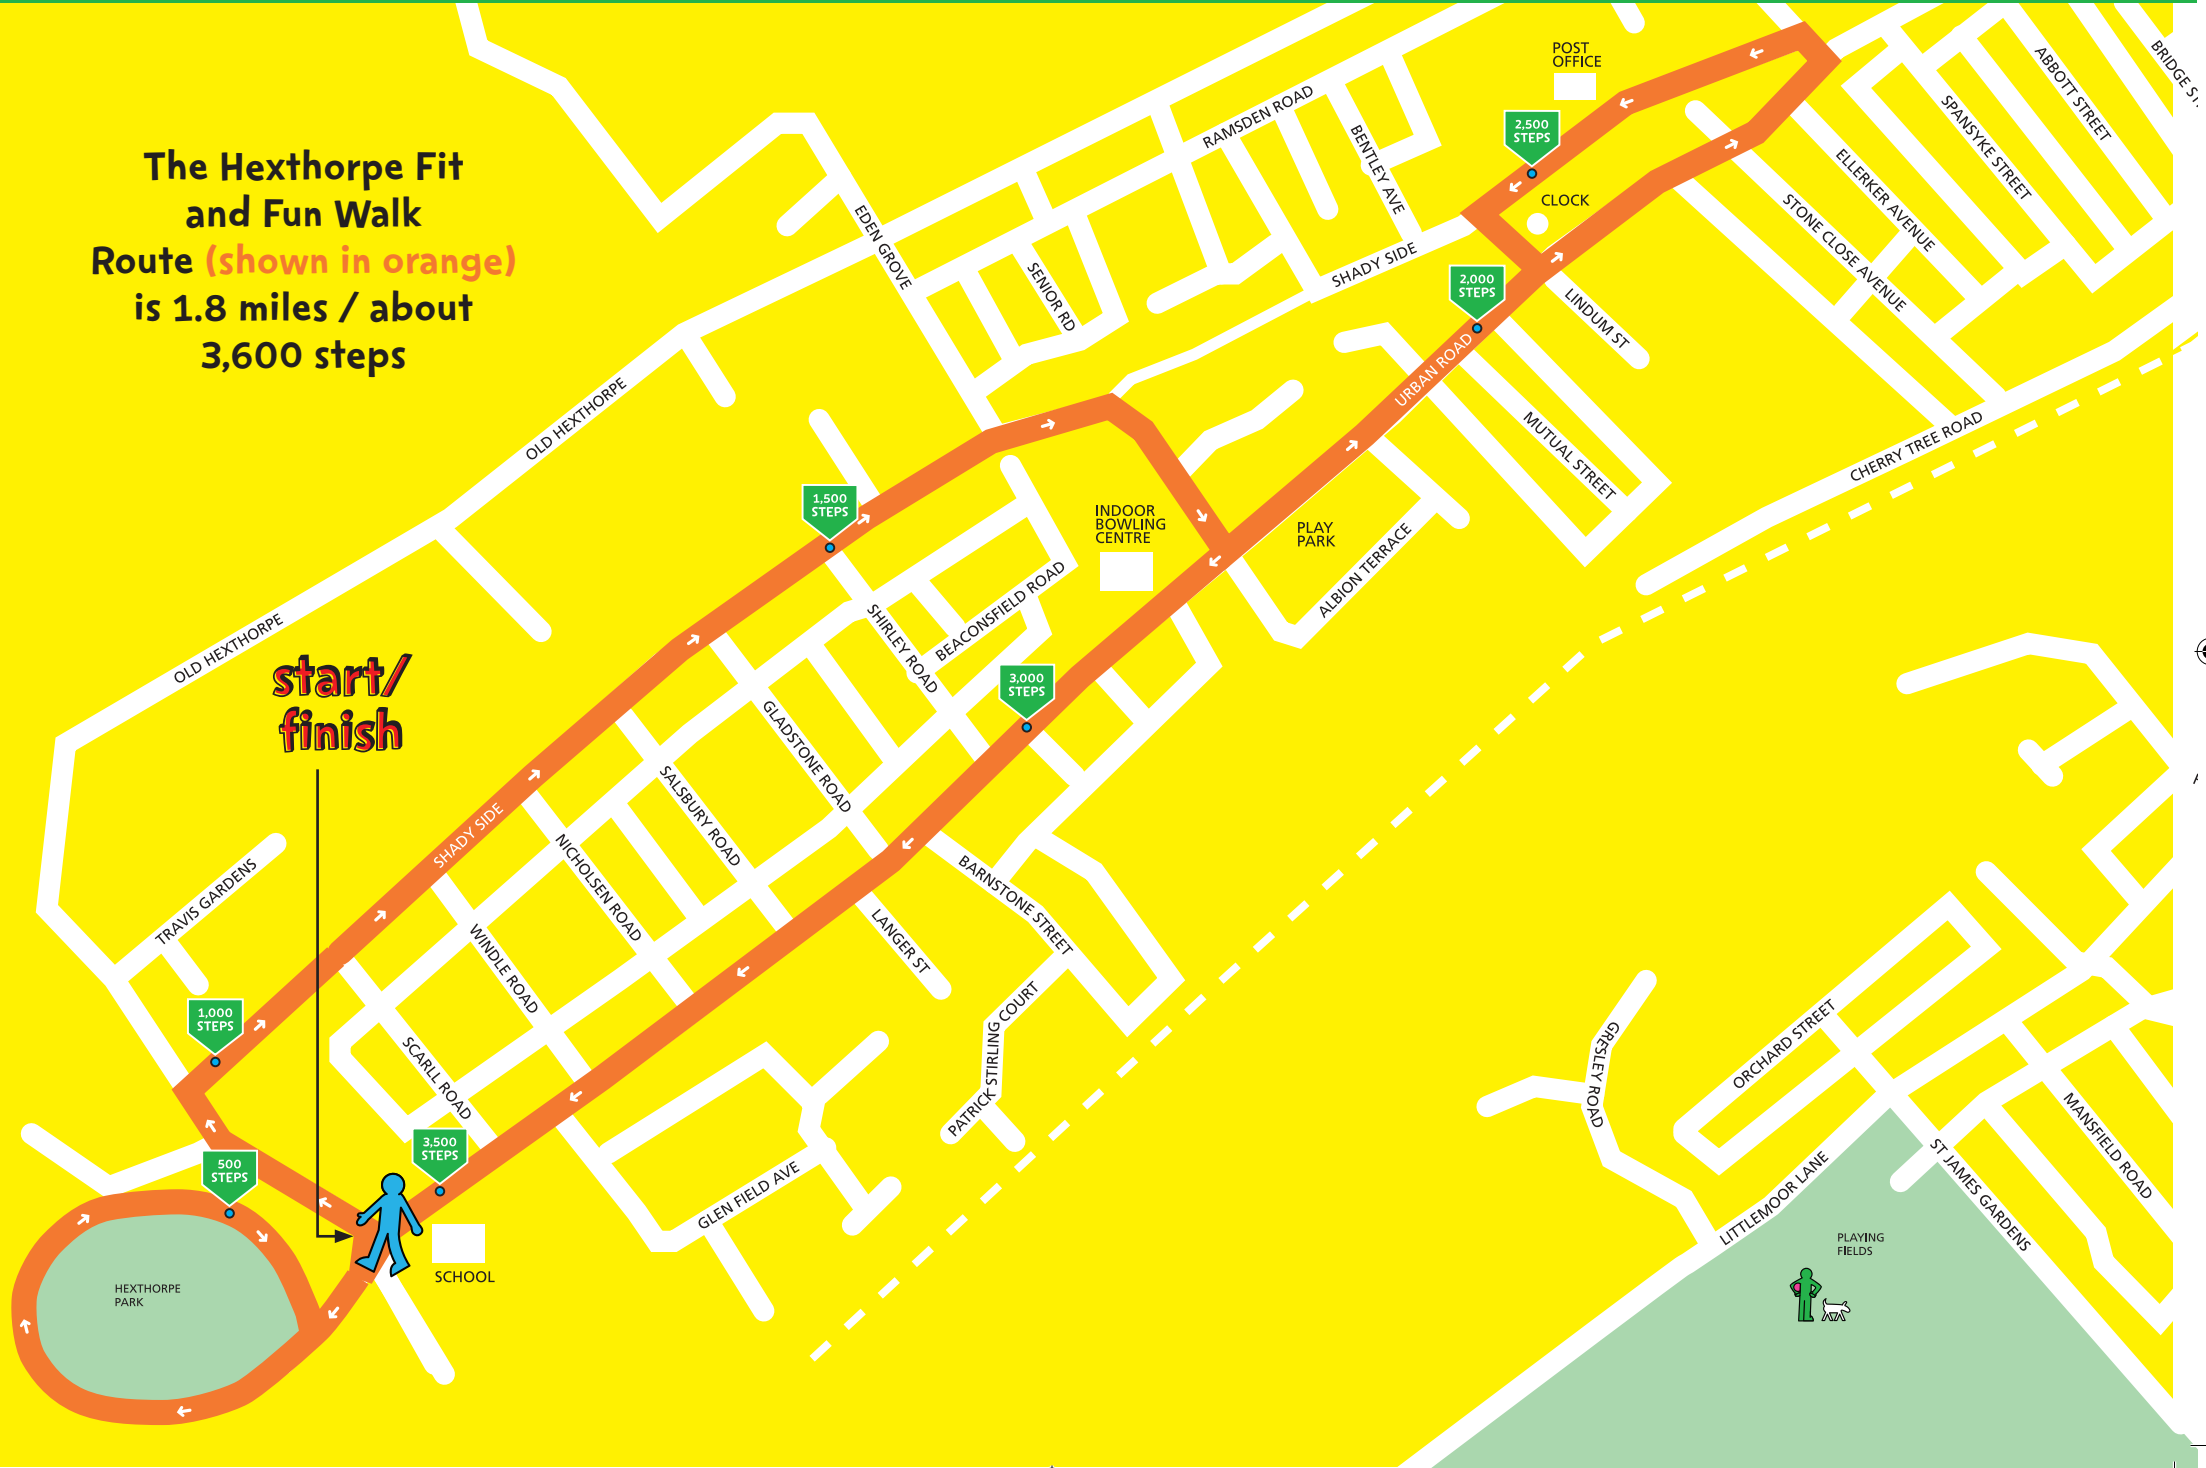 The Hexthorpe Fit
and Fun Walk
Route (shown in orange)
is 1.8 miles / about
3,600 steps
POST
OFFICE
2,500
STEPS
CLOCK
RAMSDEN ROAD
BENTLEY AVE
SHADY SIDE
2,000
STEPS
LINDUM ST
URBAN ROAD
ABBOTT STREET
SPANSYKE STREET
ELLERKER AVENUE
STONE CLOSE AVENUE
CHERRY TREE ROAD
MUTUAL STREET
EDEN GROVE
SENIOR RD
OLD HEXTHORPE
OLD HEXTHORPE
1,500
STEPS
INDOOR
BOWLING
CENTRE
PLAY
PARK
ALBION TERRACE
BEACONSFIELD ROAD
SHIRLEY ROAD
3,000
STEPS
start/
finish
GLADSTONE ROAD
SALSBURY ROAD
SHADY SIDE
NICHOLSEN ROAD
WINDLE ROAD
SCARLL ROAD
TRAVIS GARDENS
1,000
STEPS
BARNSTONE STREET
LANGER ST
PATRICK STIRLING COURT
GLEN FIELD AVE
3,500
STEPS
500
STEPS
SCHOOL
HEXTHORPE
PARK
GRESLEY ROAD
ORCHARD STREET
LITTLEMOOR LANE
MANSFIELD ROAD
ST JAMES GARDENS
PLAYING
FIELDS